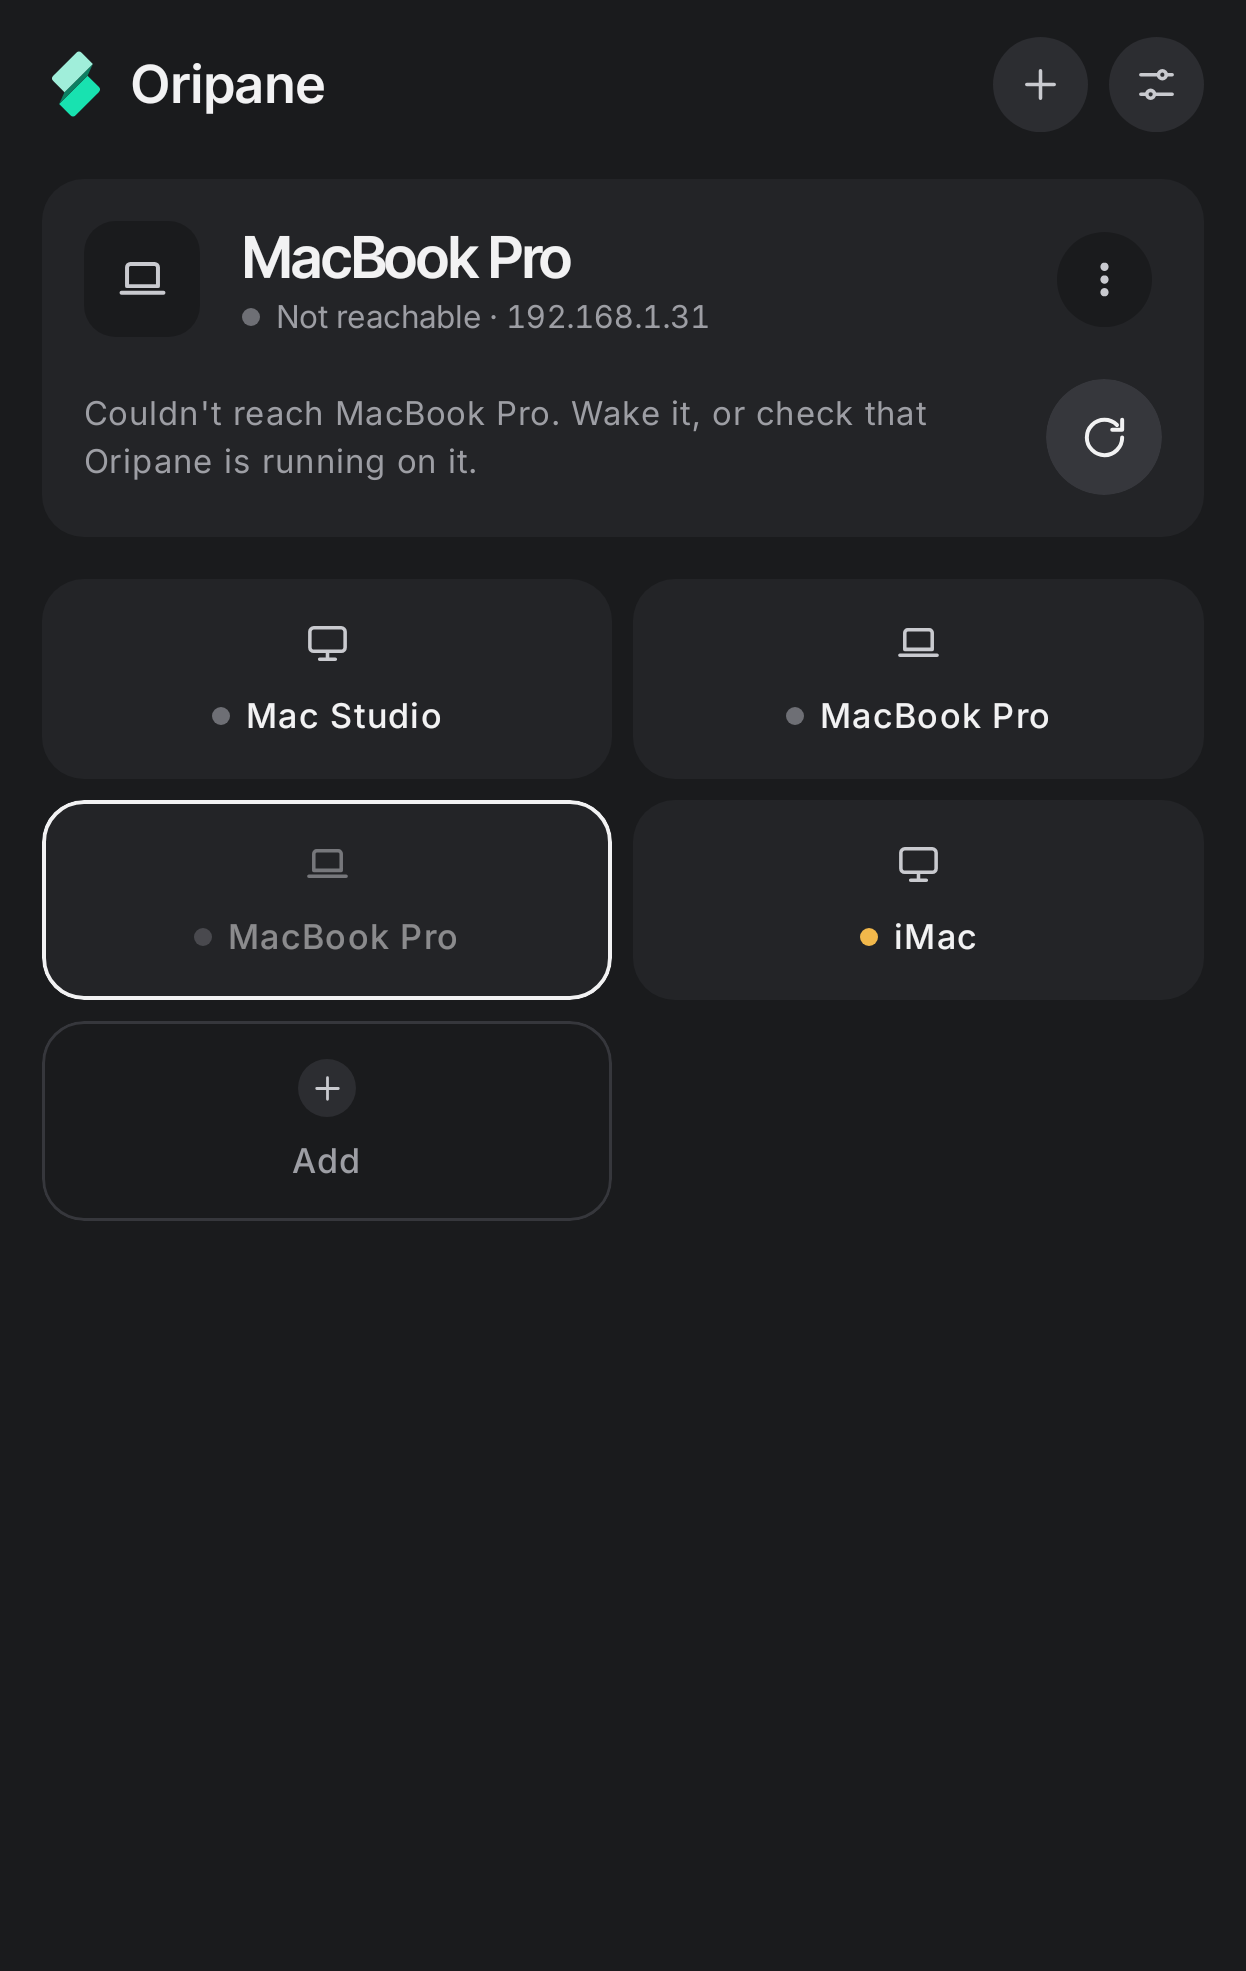 Oripane
MacBook Pro
Not reachable · 192.168.1.31
Couldn't reach MacBook Pro. Wake it, or check that
Oripane is running on it.
Mac Studio
MacBook Pro
MacBook Pro
iMac
Add